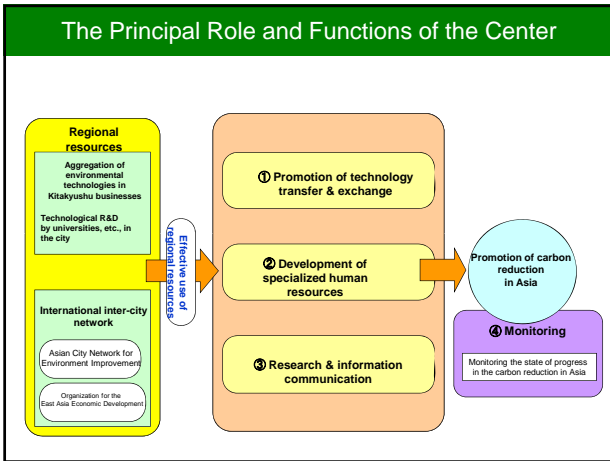 The Principal Role and Functions of the Center
Regional
resources
Aggregation of
environmental
technologies in
Kitakyushu businesses
Technological R&D
by universities, etc., in
the city
International inter-city
network
Asian City Network for
Environment Improvement
Organization for the
East Asia Economic Development
Effective use of
regional resources
① Promotion of technology
transfer & exchange
② Development of
specialized human
resources
③ Research & information
communication
Promotion of carbon
reduction
in Asia
④ Monitoring
Monitoring the state of progress
in the carbon reduction in Asia